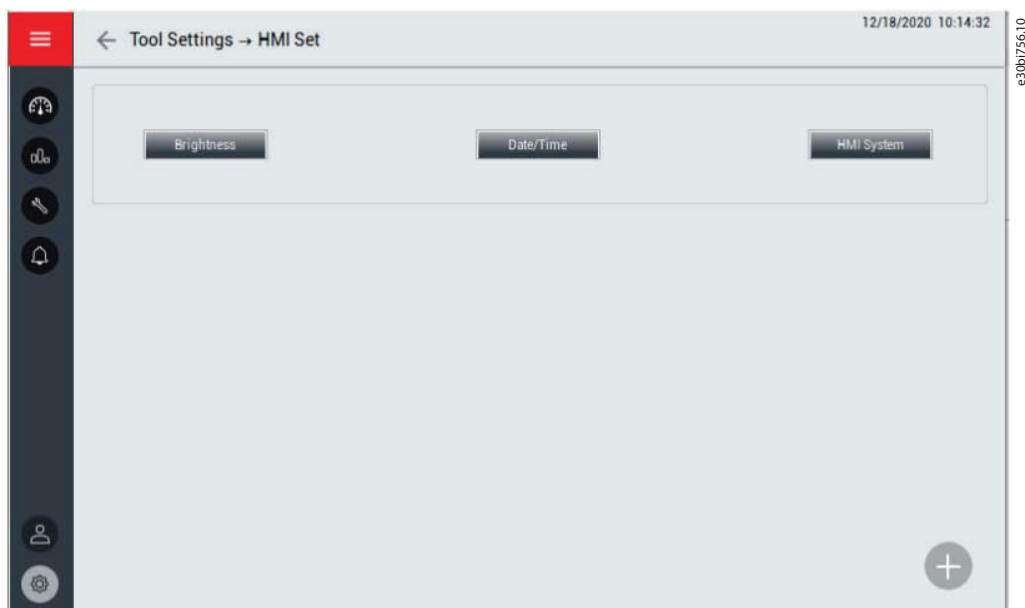 12/18/2020 10:14:32
← Tool Settings → HMI Set
Brightness
Date/Time
HMI System
e30bi756.10